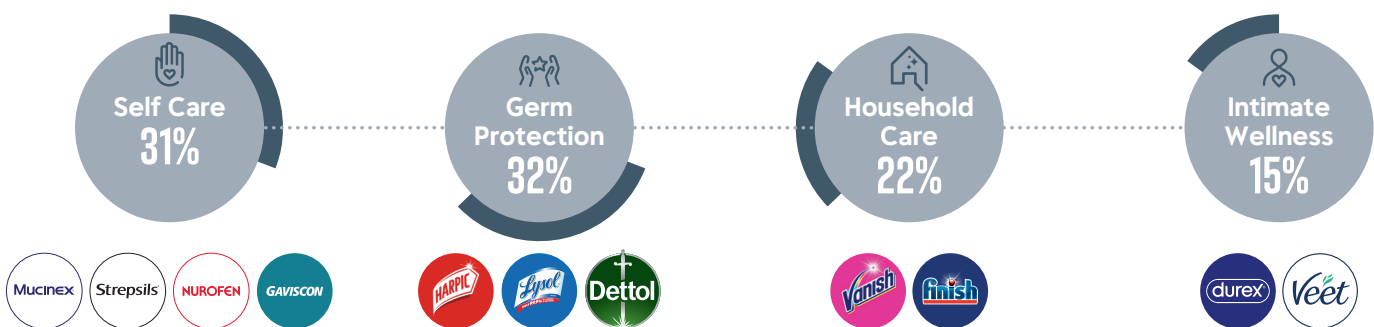 Self Care
31%
Germ
Protection
32%
Household
Care
22%
Intimate
Wellness
15%
Mucinex
Strepsils
NUROFEN
GAVISCON
HARPIC
Lysol
Dettol
Vanish
finish
durex
Veet